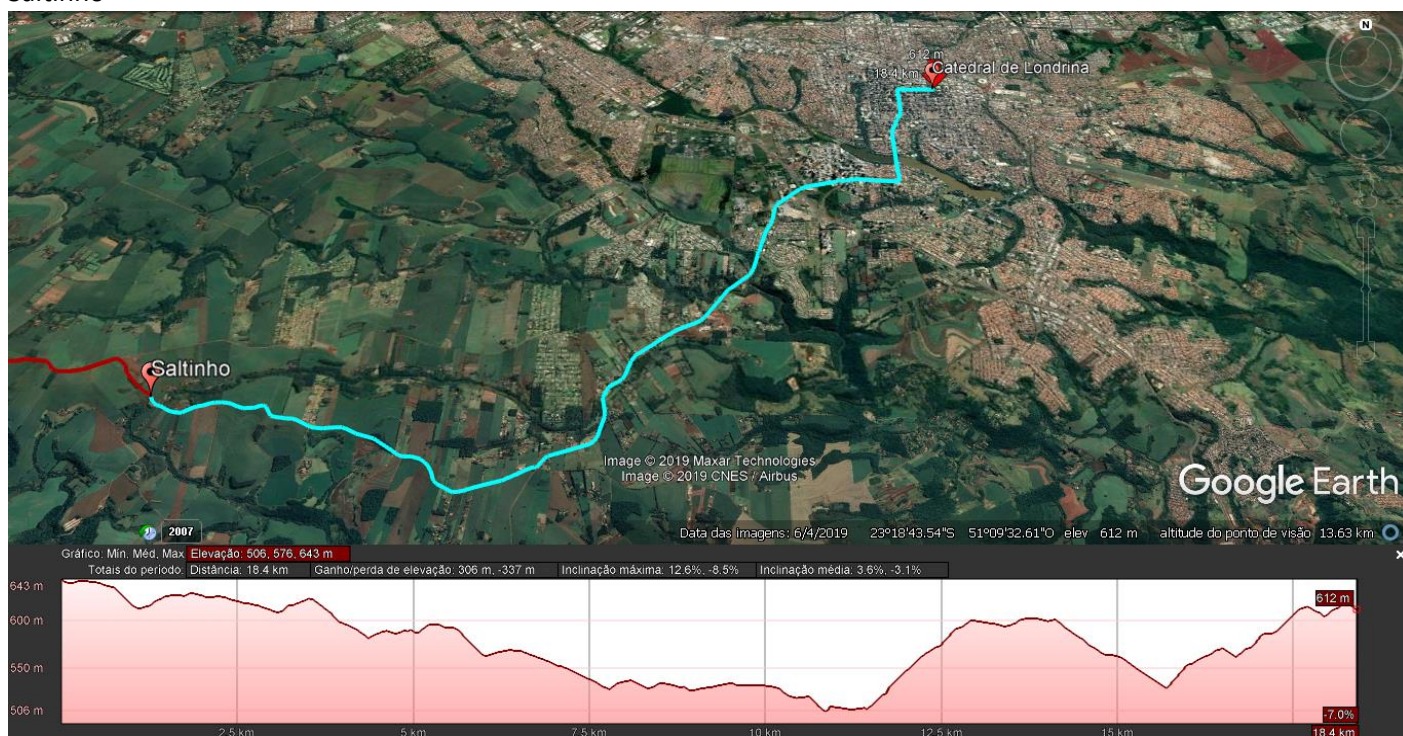 Saltinho
612 m
18.4 km
Catedral de Londrina
N
Saltinho
Image © 2019 Maxar Technologies
Image © 2019 CNES / Airbus
Google Earth
2007
Data das imagens: 6/4/2019 23°18'43.54"S 51°09'32.61"O elev 612 m altitude do ponto de visão 13.63 km
Gráfico: Mín, Méd, Máx Elevação: 506, 576, 643 m
Totais do período: Distância: 18.4 km Ganho/perda de elevação: 306 m, -337 m Inclinação máxima: 12.6%, -8.5% Inclinação média: 3.6%, -3.1%
643 m
612 m
600 m
550 m
506 m
-7.0%
2.5 km 5 km 7.5 km 10 km 12.5 km 15 km 18.4 km